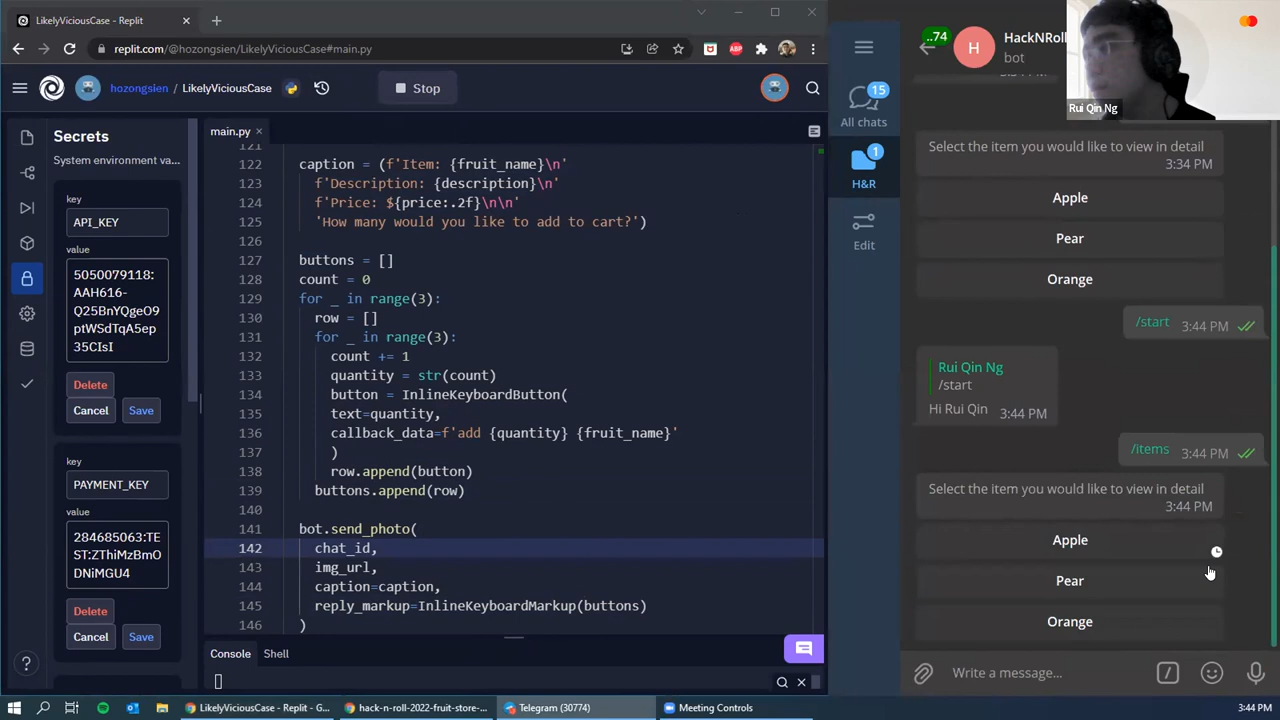 LikelyViciousCase - Replit
replit.com/@hozongsien/LikelyViciousCase#main.py
hozongsien / LikelyViciousCase
Stop
Secrets
System environment va...
key
API_KEY
value
5050079118:
AAH616-
Q25BnYQgeO9
ptWSdTqA5ep
35CIsI
Delete
Cancel
Save
key
PAYMENT_KEY
value
284685063:TE
ST:ZThiMzBmO
DNiMGU4
Delete
Cancel
Save
main.py
121
122 caption = (f'Item: {fruit_name}\n'
123 f'Description: {description}\n'
124 f'Price: ${price:.2f}\n\n'
125 'How many would you like to add to cart?')
126
127 buttons = []
128 count = 0
129 for _ in range(3):
130 row = []
131 for _ in range(3):
132 count += 1
133 quantity = str(count)
134 button = InlineKeyboardButton(
135 text=quantity,
136 callback_data=f'add {quantity} {fruit_name}'
137 )
138 row.append(button)
139 buttons.append(row)
140
141 bot.send_photo(
142 chat_id,
143 img_url,
144 caption=caption,
145 reply_markup=InlineKeyboardMarkup(buttons)
146 )
Console
Shell
..74
H
HackNRoll
bot
Rui Qin Ng
15
All chats
1
H&R
Edit
Select the item you would like to view in detail
3:34 PM
Apple
Pear
Orange
/start 3:44 PM
Rui Qin Ng
/start
Hi Rui Qin 3:44 PM
/items 3:44 PM
Select the item you would like to view in detail
3:44 PM
Apple
Pear
Orange
Write a message...
LikelyViciousCase - Replit - G...
hack-n-roll-2022-fruit-store-...
Telegram (30774)
Meeting Controls
3:44 PM